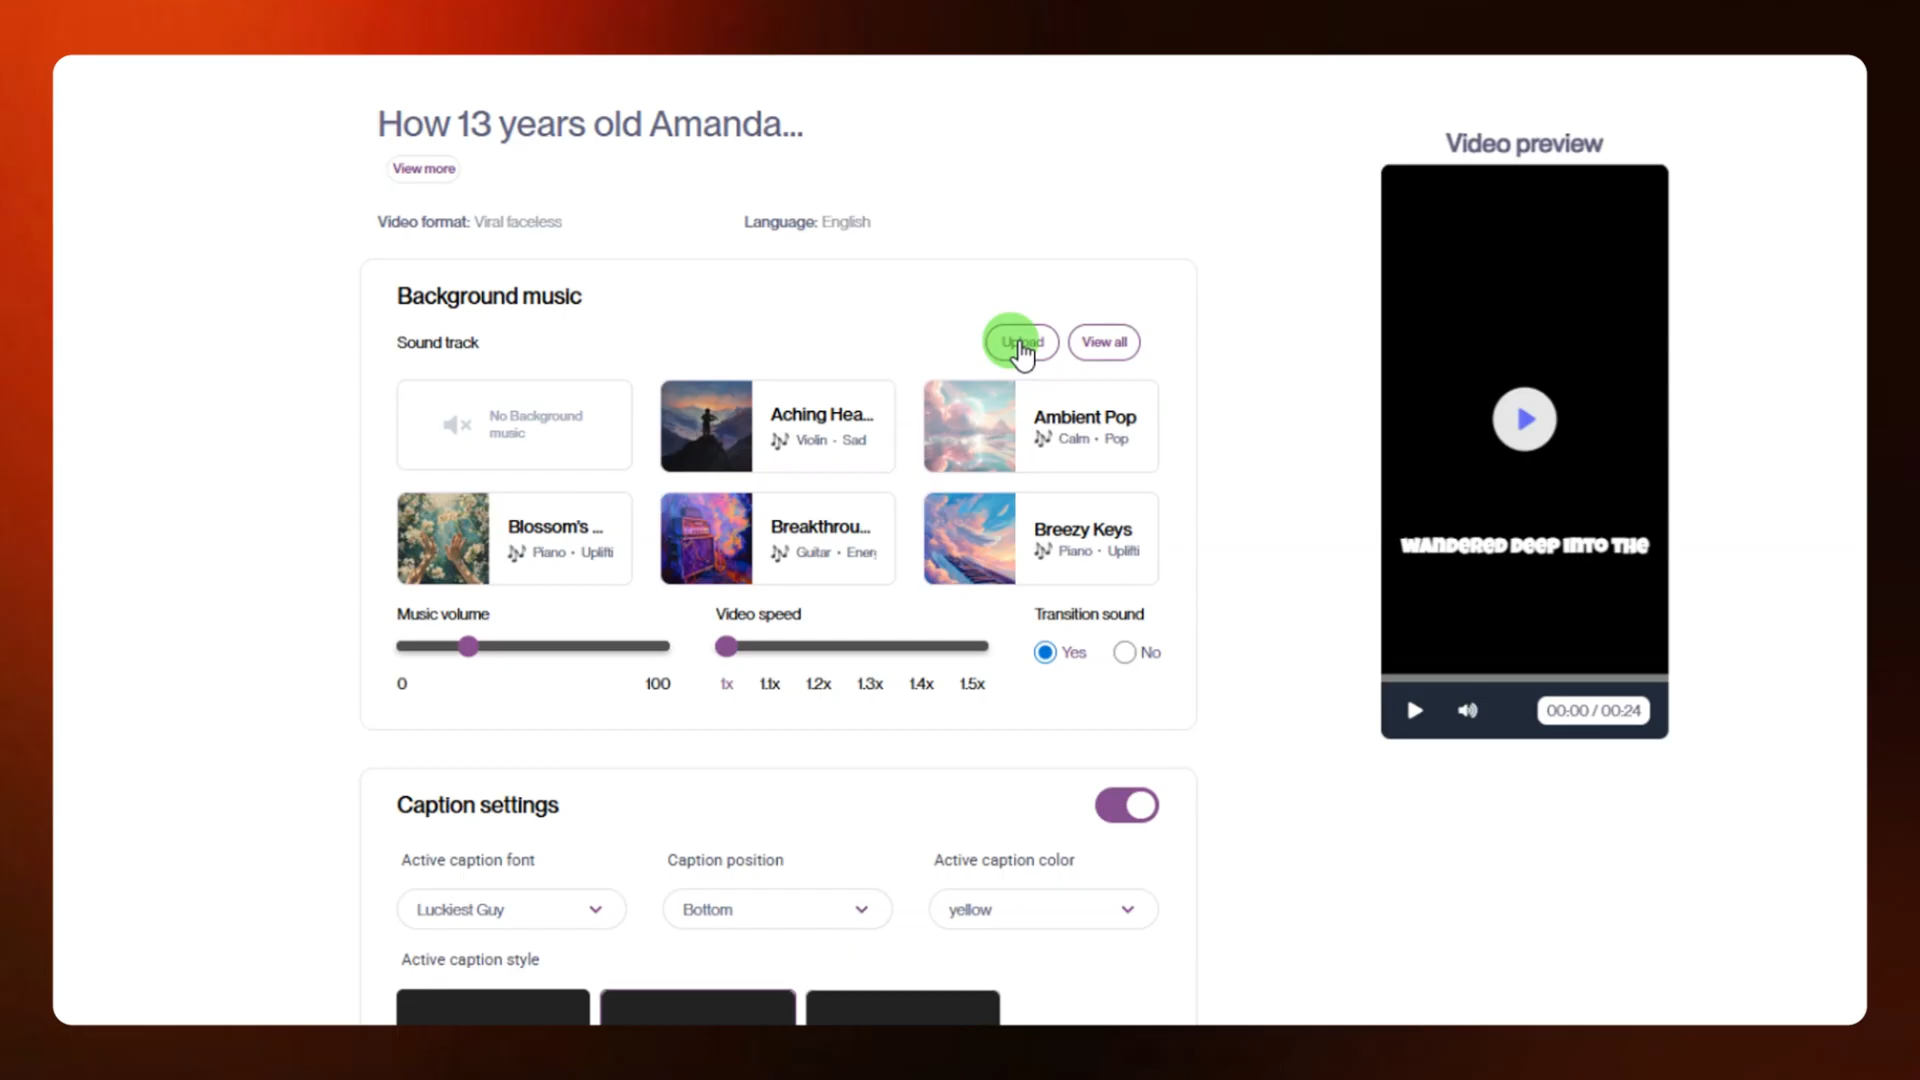 How 13 years old Amanda...
View more
Video format: Viral faceless
Language: English
Background music
Sound track
Upload
View all
No Background
music
Aching Hea...
Violin • Sad
Ambient Pop
Calm • Pop
Blossom's ...
Piano • Uplifti
Breakthrou...
Guitar • Ener
Breezy Keys
Piano • Uplifti
Music volume
0
100
Video speed
1x
1.1x
1.2x
1.3x
1.4x
1.5x
Transition sound
Yes
No
Caption settings
Active caption font
Luckiest Guy
Caption position
Bottom
Active caption color
yellow
Active caption style
Video preview
WANDERED DEEP INTO THE
00:00 / 00:24